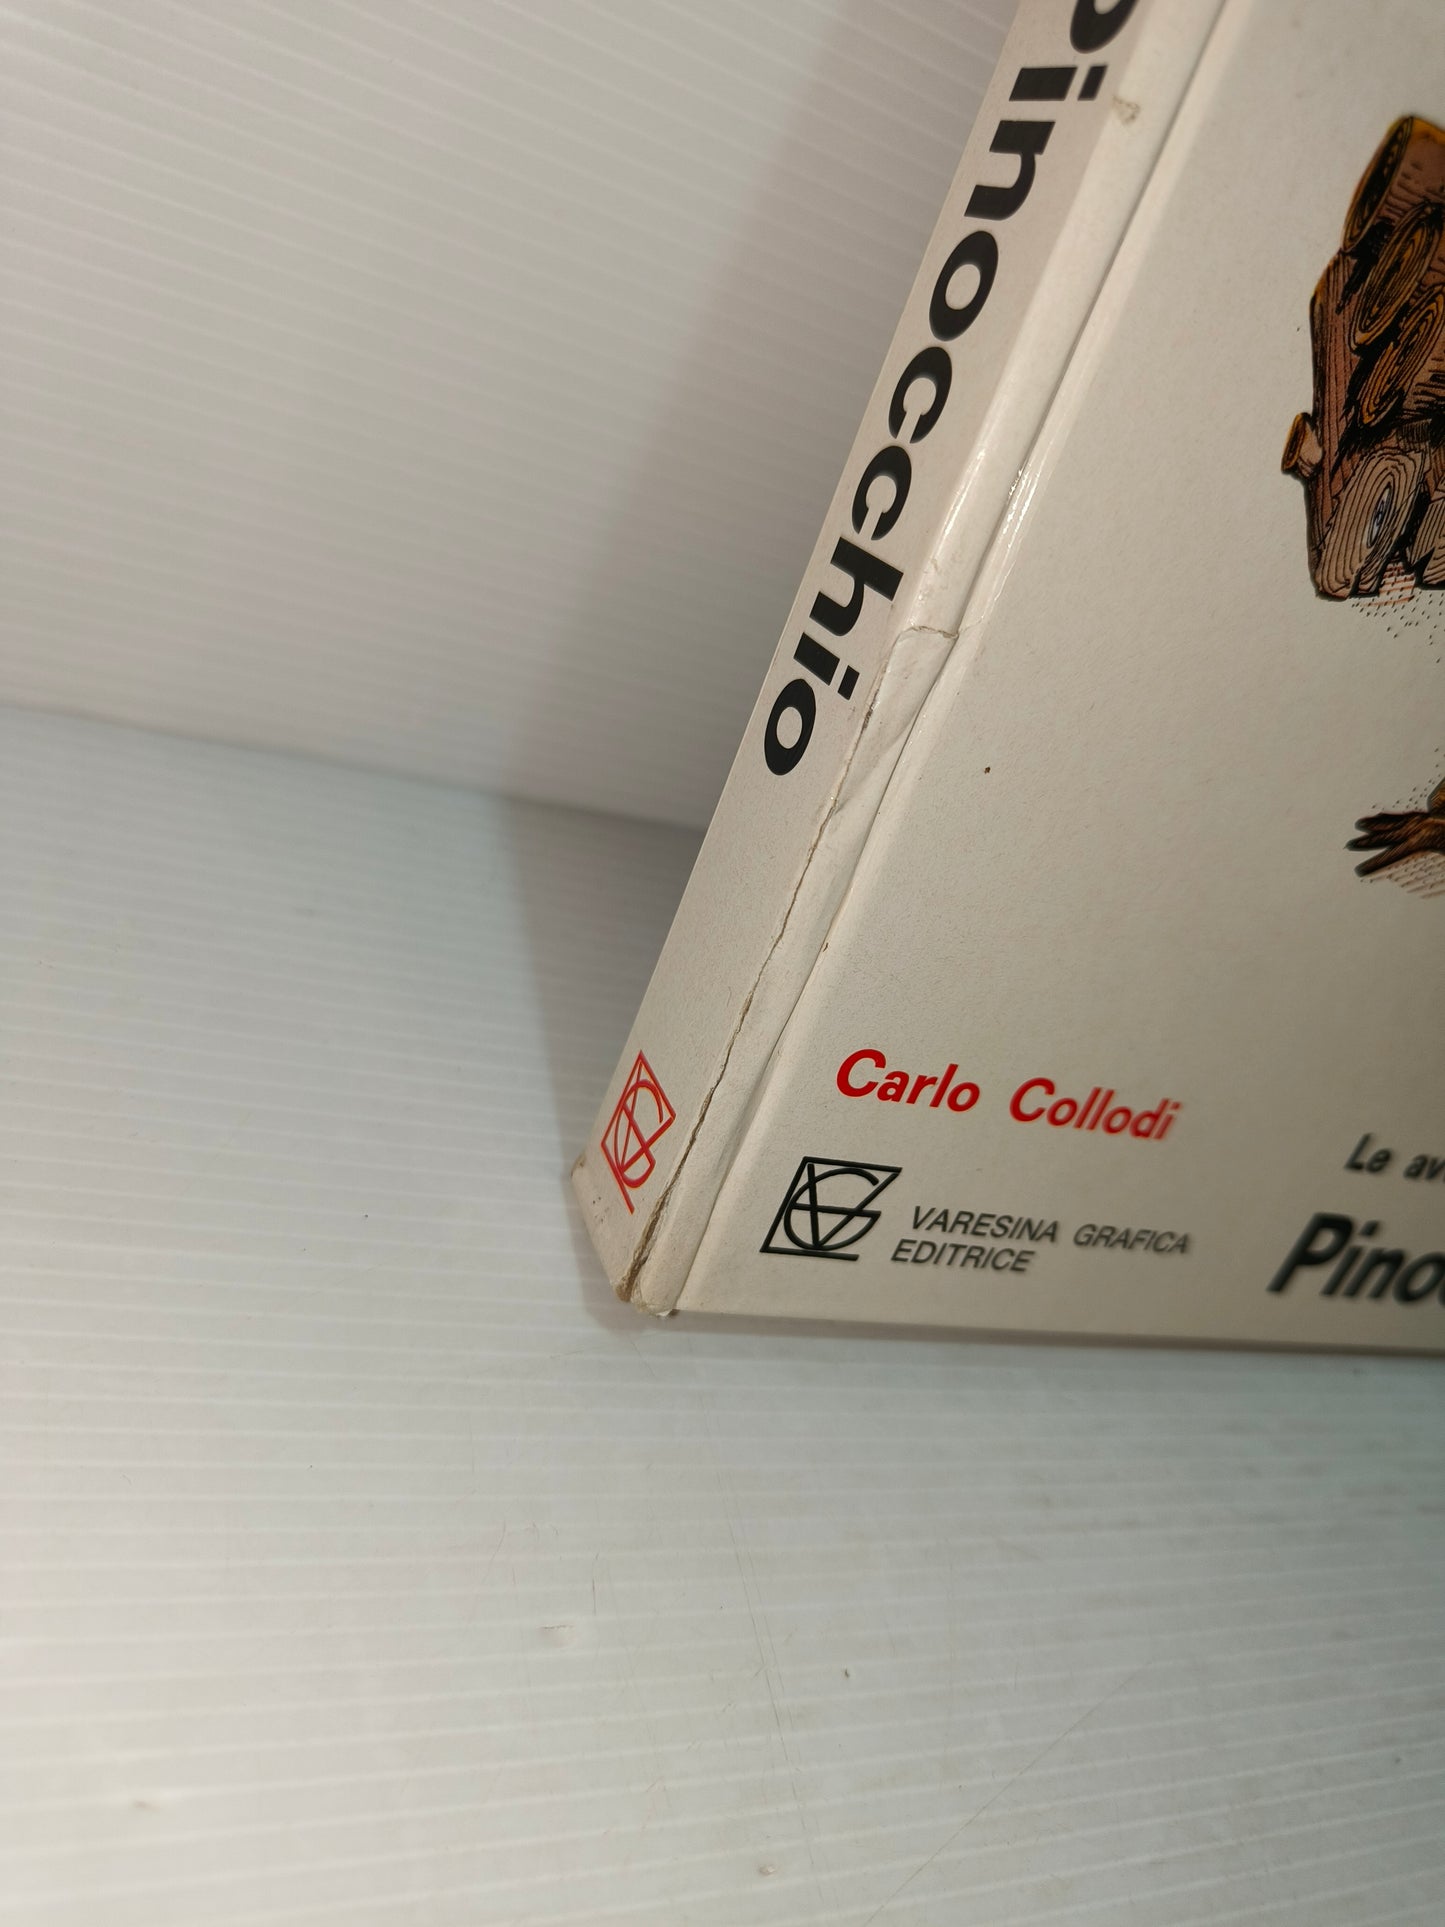 Pinocchio
Carlo Collodi
VARESINA GRAFICA
EDITRICE
Le av
Pino